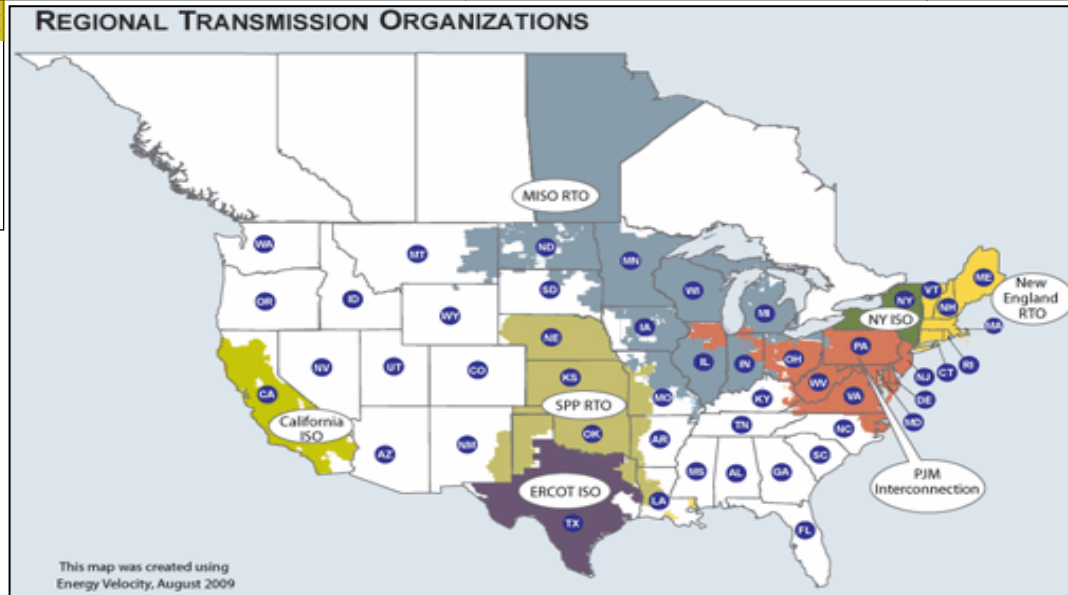 REGIONAL TRANSMISSION ORGANIZATIONS
MISO RTO
WA
MT
ND
MN
OR
ID
SD
WI
WY
MI
NY
VT
NH
ME
New
England
RTO
NY ISO
MA
NV
UT
CO
NE
IA
IL
IN
OH
PA
RI
CT
NJ
DE
MD
CA
California
ISO
KS
SPP RTO
MO
KY
WV
VA
AZ
NM
OK
AR
TN
NC
SC
PJM
Interconnection
ERCOT ISO
TX
LA
MS
AL
GA
FL
This map was created using
Energy Velocity, August 2009